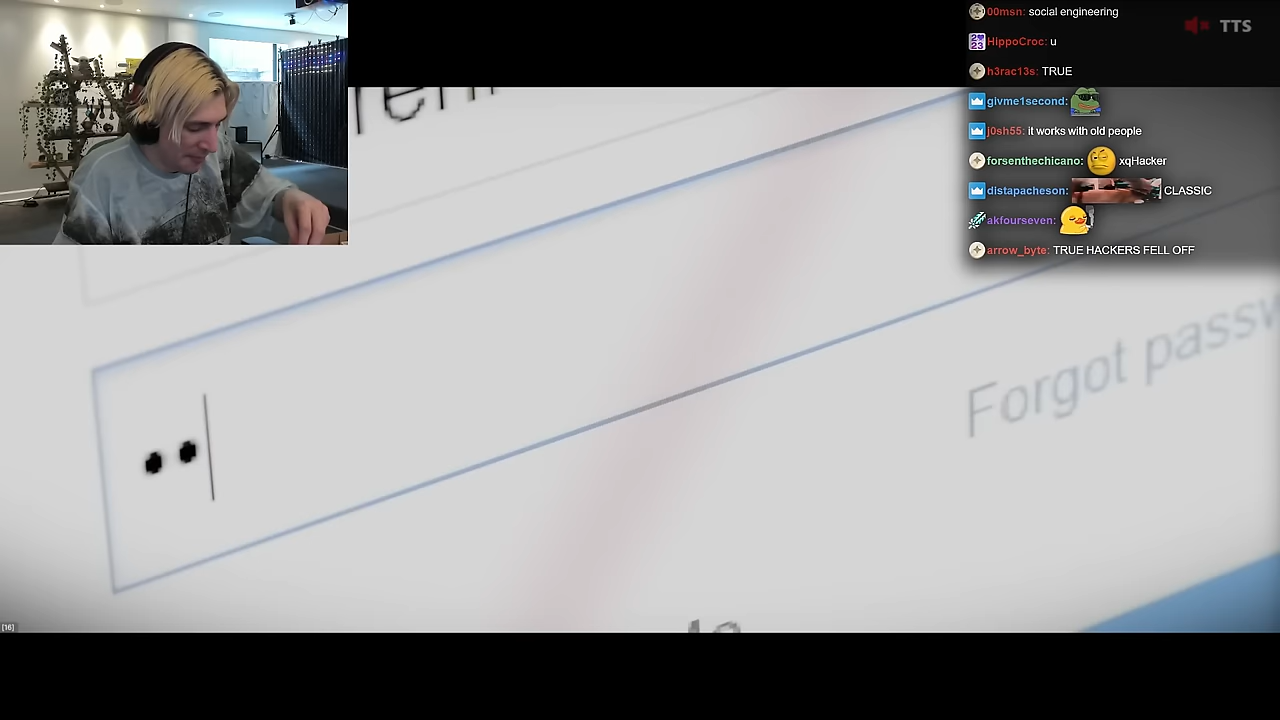 00msn: social engineering
TTS
HippoCroc: u
h3rac13s: TRUE
givme1second:
j0sh55: it works with old people
forsenthechicano: xqHacker
distapacheson: CLASSIC
akfourseven:
arrow_byte: TRUE HACKERS FELL OFF
Forgot passw
[16]